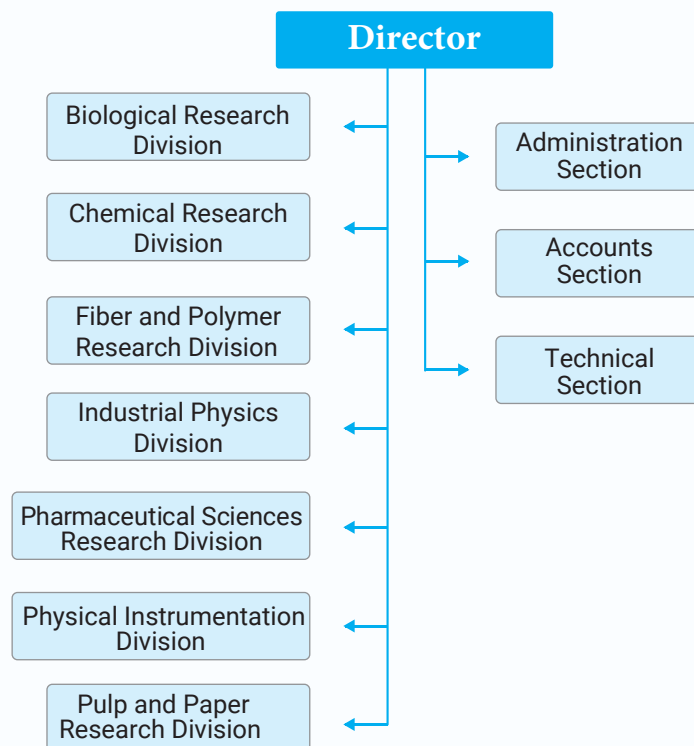 Director
Biological Research
Division
Chemical Research
Division
Fiber and Polymer
Research Division
Industrial Physics
Division
Pharmaceutical Sciences
Research Division
Physical Instrumentation
Division
Pulp and Paper
Research Division
Administration
Section
Accounts
Section
Technical
Section